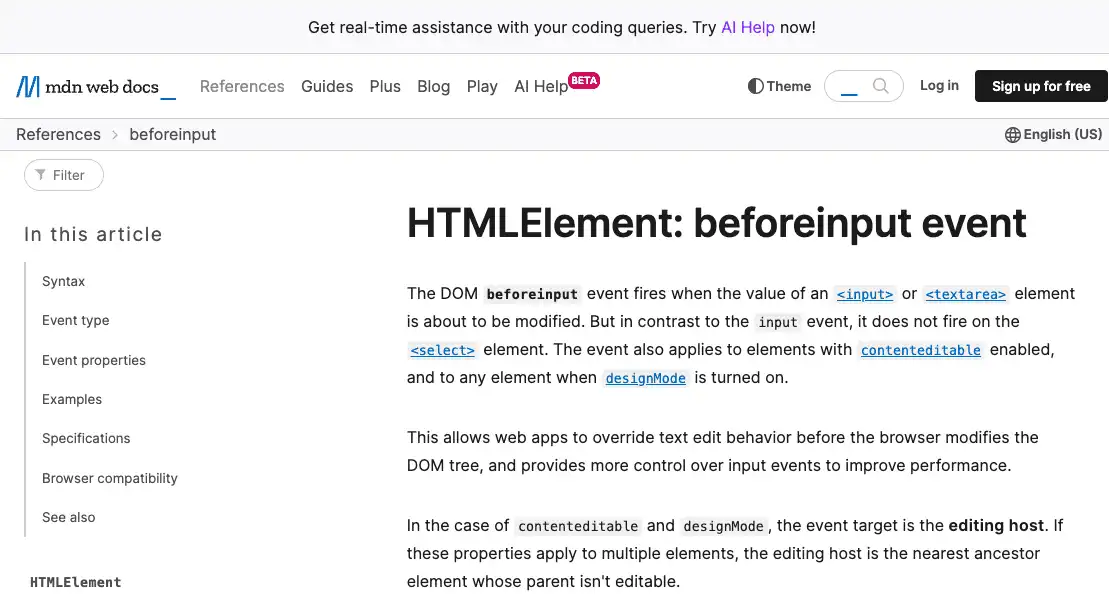 Get real-time assistance with your coding queries. Try AI Help now!
mdn web docs_ References Guides Plus Blog Play AI Help BETA Theme Log in Sign up for free
References > beforeinput English (US)
Filter
In this article
Syntax
Event type
Event properties
Examples
Specifications
Browser compatibility
See also
HTMLElement
HTMLElement: beforeinput event
The DOM beforeinput event fires when the value of an <input> or <textarea> element
is about to be modified. But in contrast to the input event, it does not fire on the
<select> element. The event also applies to elements with contenteditable enabled,
and to any element when designMode is turned on.
This allows web apps to override text edit behavior before the browser modifies the
DOM tree, and provides more control over input events to improve performance.
In the case of contenteditable and designMode, the event target is the editing host. If
these properties apply to multiple elements, the editing host is the nearest ancestor
element whose parent isn't editable.